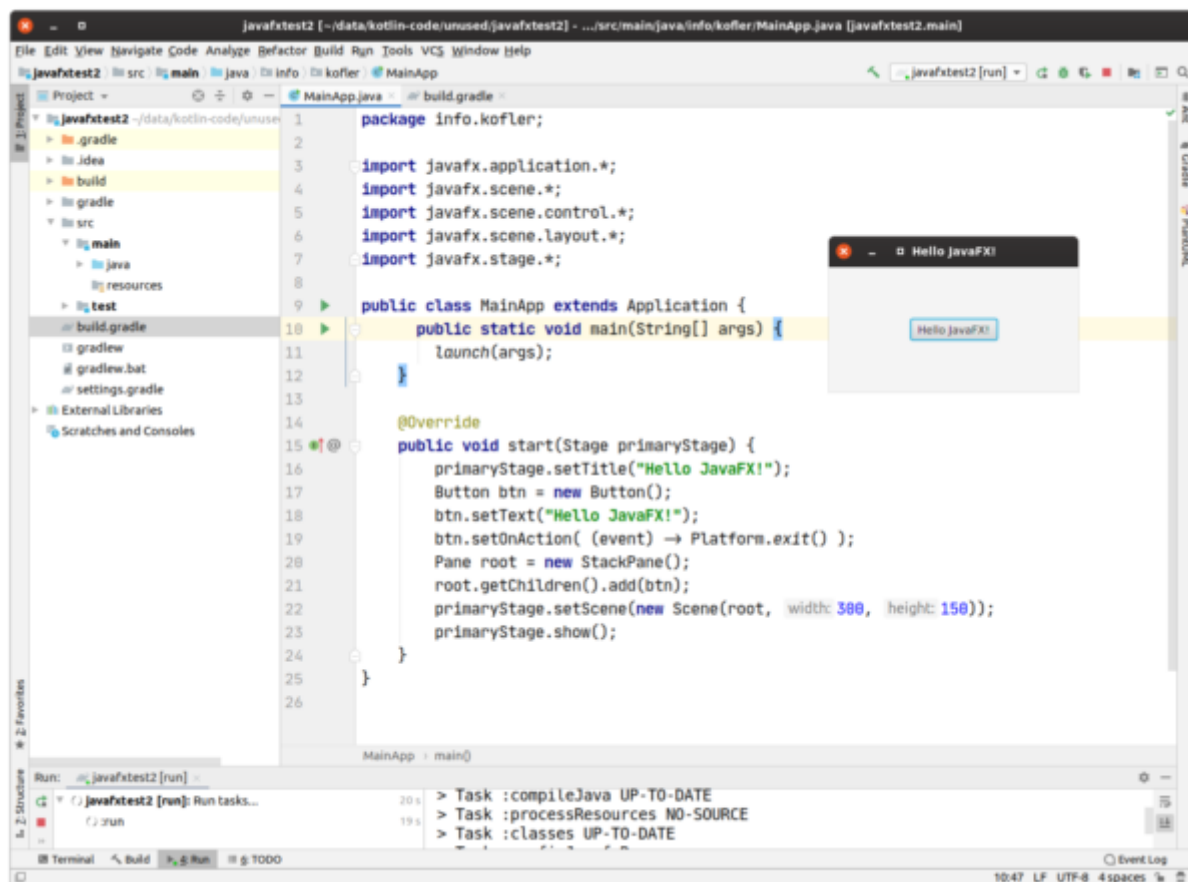 javafxtest2 [~/data/kotlin-code/unused/javafxtest2] - .../src/main/java/info/kofler/MainApp.java [javafxtest2.main]
File Edit View Navigate Code Analyze Refactor Build Run Tools VCS Window Help
javafxtest2 src main java info kofler MainApp javafxtest2 [run]
Project
MainApp.java build.gradle
1: Project
javafxtest2 ~/data/kotlin-code/unuse
.gradle
.idea
build
gradle
src
main
java
resources
test
build.gradle
gradlew
gradlew.bat
settings.gradle
External Libraries
Scratches and Consoles
1 package info.kofler;
2
3 import javafx.application.*;
4 import javafx.scene.*;
5 import javafx.scene.control.*;
6 import javafx.scene.layout.*;
7 import javafx.stage.*;
8
9 public class MainApp extends Application {
10 public static void main(String[] args) {
11 launch(args);
12 }
13
14 @Override
15 @ public void start(Stage primaryStage) {
16 primaryStage.setTitle("Hello JavaFX!");
17 Button btn = new Button();
18 btn.setText("Hello JavaFX!");
19 btn.setOnAction( (event) → Platform.exit() );
20 Pane root = new StackPane();
21 root.getChildren().add(btn);
22 primaryStage.setScene(new Scene(root, width: 300, height: 150));
23 primaryStage.show();
24 }
25 }
26
Hello JavaFX!
Hello JavaFX!
Ant
Gradle
PlantUML
MainApp › main()
2: Favorites
Z: Structure
Run: javafxtest2 [run]
javafxtest2 [run]: Run tasks... 20 s
:run 19 s
> Task :compileJava UP-TO-DATE
> Task :processResources NO-SOURCE
> Task :classes UP-TO-DATE
Terminal Build 4: Run 6: TODO Event Log
10:47 LF UTF-8 4 spaces